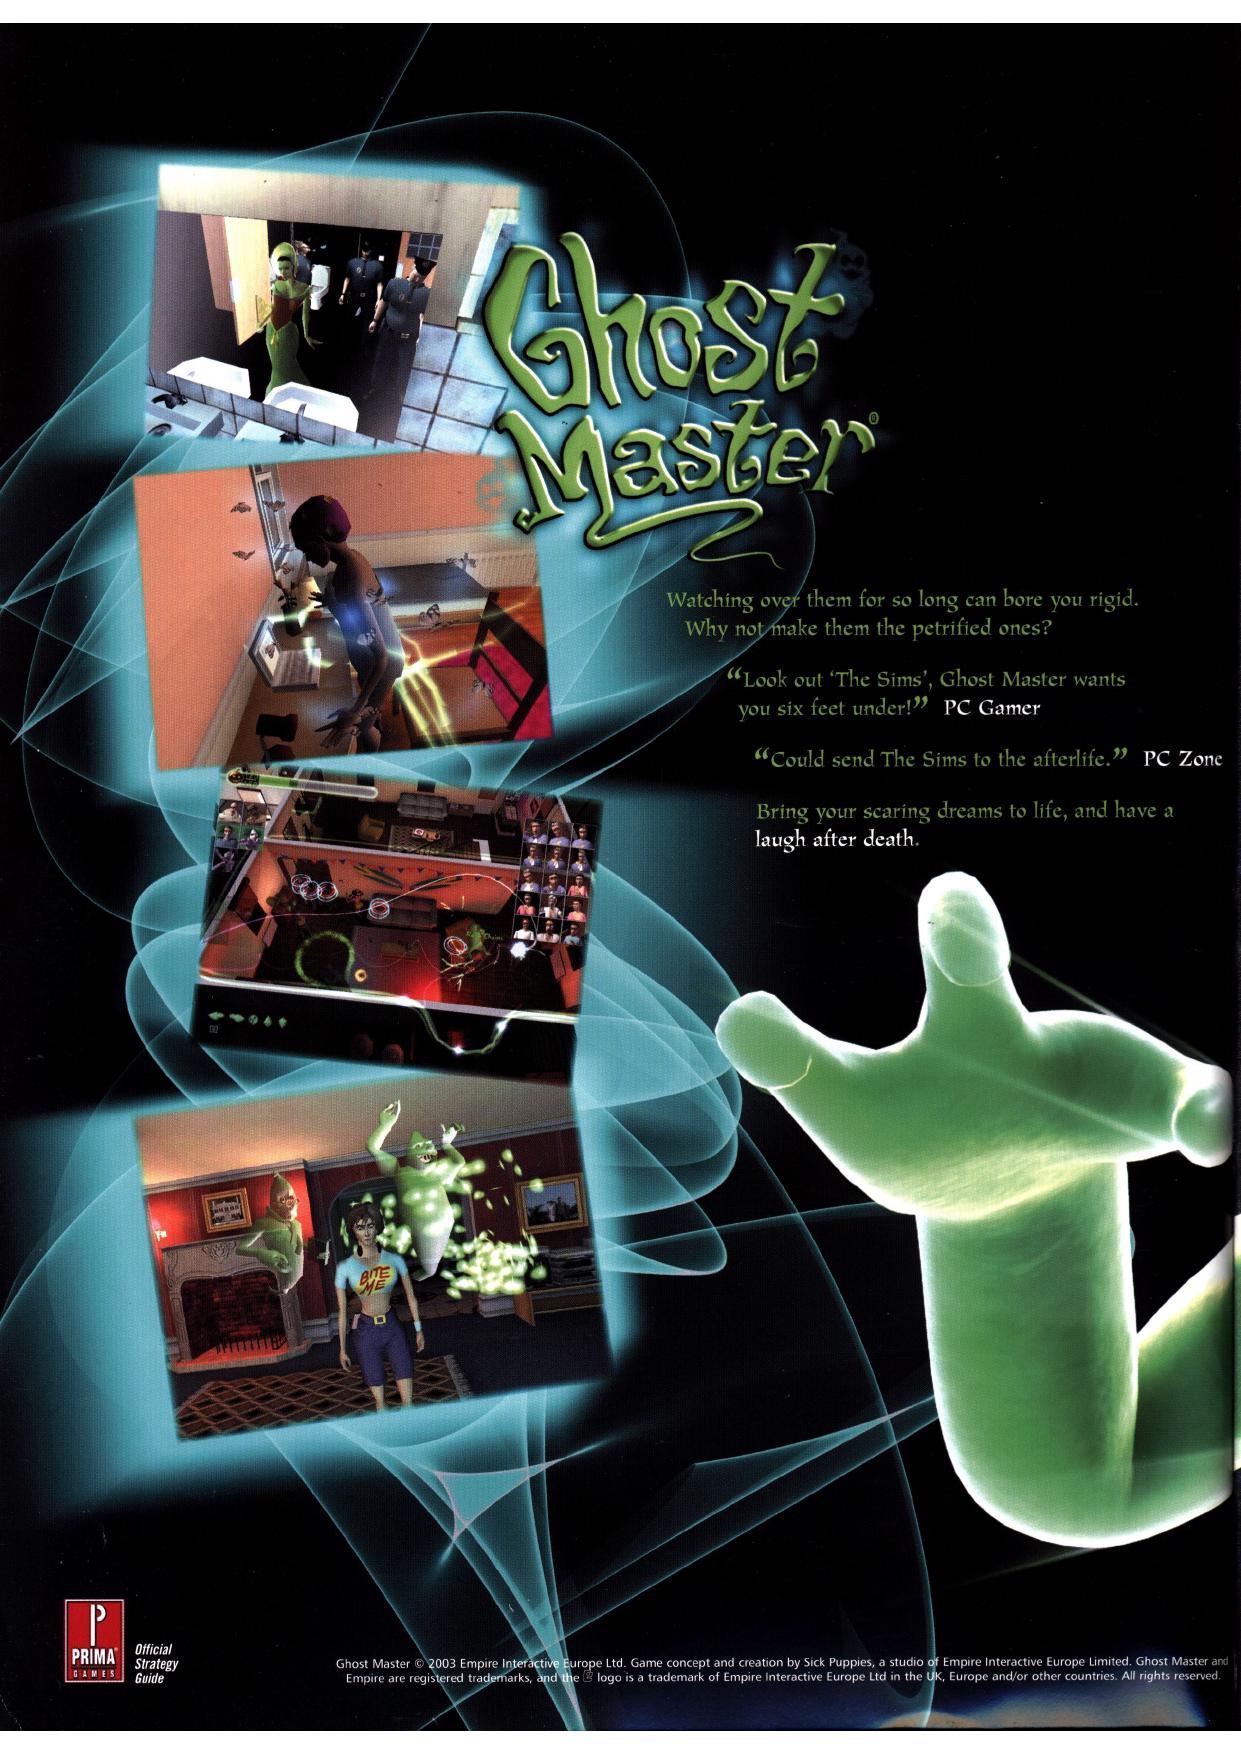 Ghost
Master®
Watching over them for so long can bore you rigid.
Why not make them the petrified ones?
“Look out ‘The Sims’, Ghost Master wants
you six feet under!” PC Gamer
“Could send The Sims to the afterlife.” PC Zone
Bring your scaring dreams to life, and have a
laugh after death.
BITE
ME
P
PRIMA®
GAMES
Official
Strategy
Guide
Ghost Master © 2003 Empire Interactive Europe Ltd. Game concept and creation by Sick Puppies, a studio of Empire Interactive Europe Limited. Ghost Master and
Empire are registered trademarks, and the logo is a trademark of Empire Interactive Europe Ltd in the UK, Europe and/or other countries. All rights reserved.